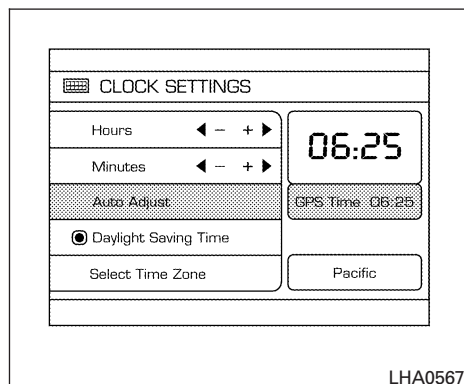 CLOCK SETTINGS
Hours - +
06:25
Minutes - +
Auto Adjust GPS Time 06:25
Daylight Saving Time
Select Time Zone Pacific
LHA0567